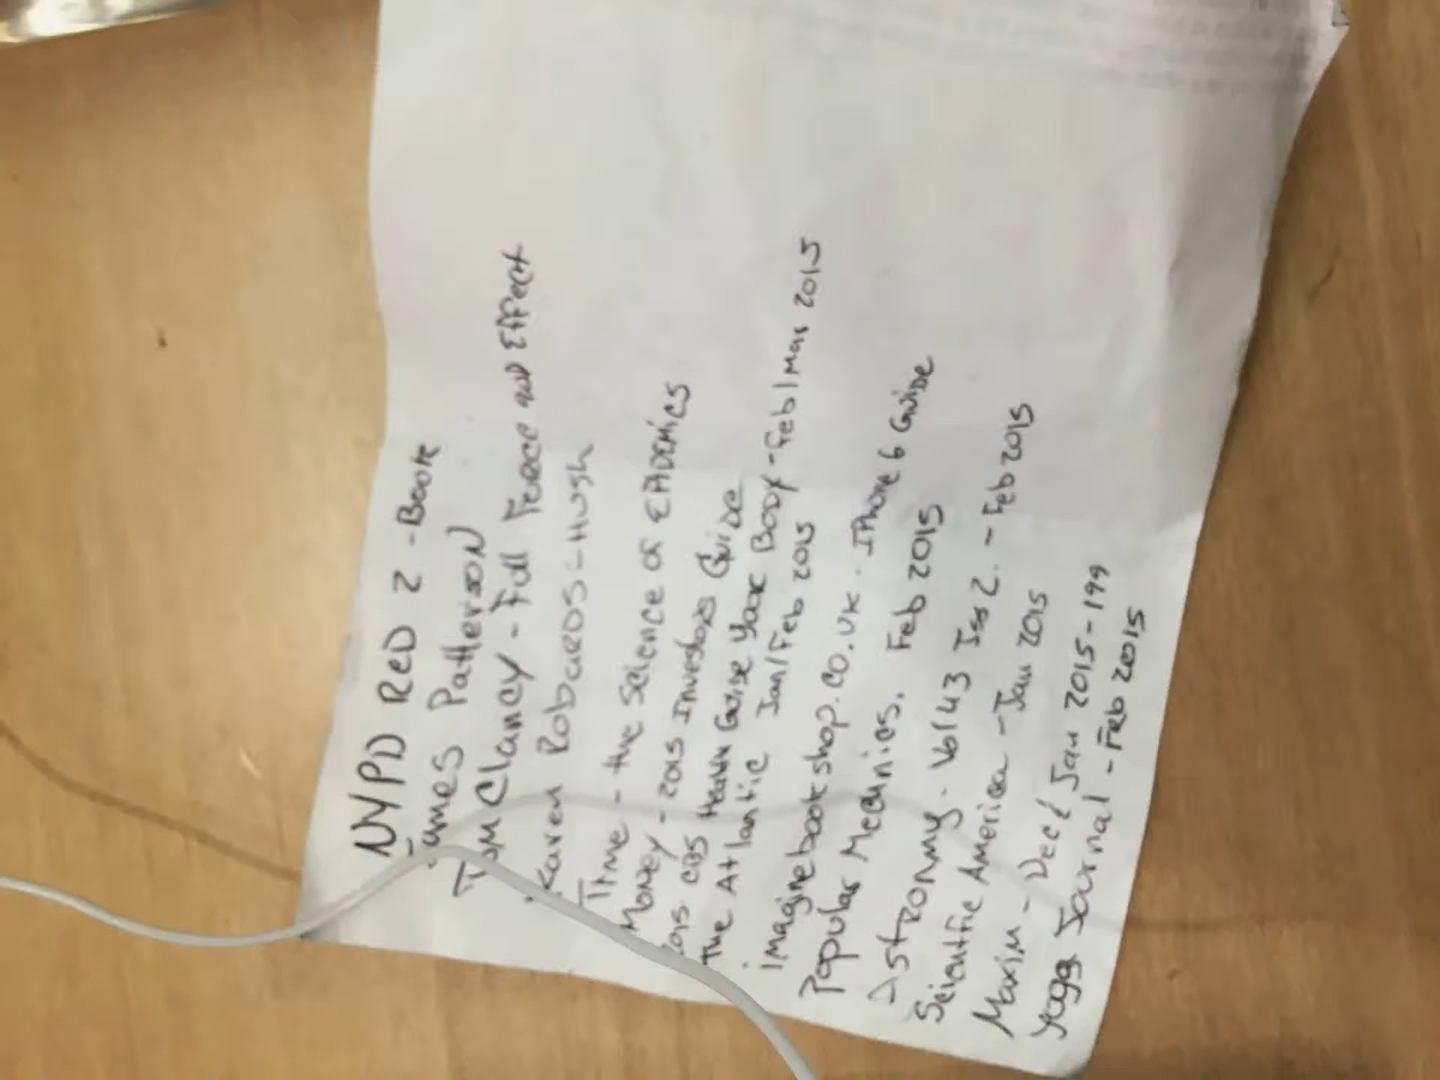 NYPD Red 2 - Book
James Patterson
Tom Clancy - Full Force and Effect
Karen Robards - Hush
Time - the Science of Epidemics
Money - 2015 Investors Guide
2015 CBS Health Guide Your Body - Feb/Mar 2015
The Atlantic Jan/Feb 2015
imaginebookshop.co.uk. IPhone 6 Guide
Popular Mechnics. Feb 2015
Astronmy. Vol 43 Iss 2. - Feb 2015
Scientific America - Jan 2015
Maxim - Dec/Jan 2015 - 199
Yoga Journal - Feb 2015